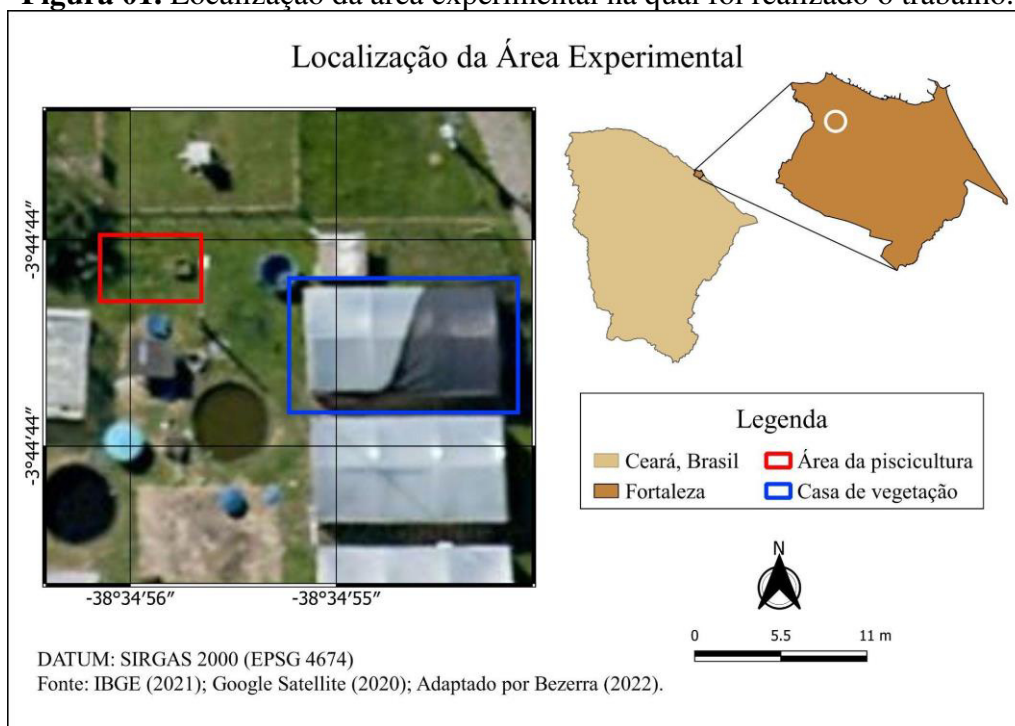 Figura 01. Localização da área experimental na qual foi realizado o trabalho.
Localização da Área Experimental
-3°44'44"
-3°44'44"
-38°34'56"
-38°34'55"
Legenda
Ceará, Brasil
Área da piscicultura
Fortaleza
Casa de vegetação
N
0 5.5 11 m
DATUM: SIRGAS 2000 (EPSG 4674)
Fonte: IBGE (2021); Google Satellite (2020); Adaptado por Bezerra (2022).